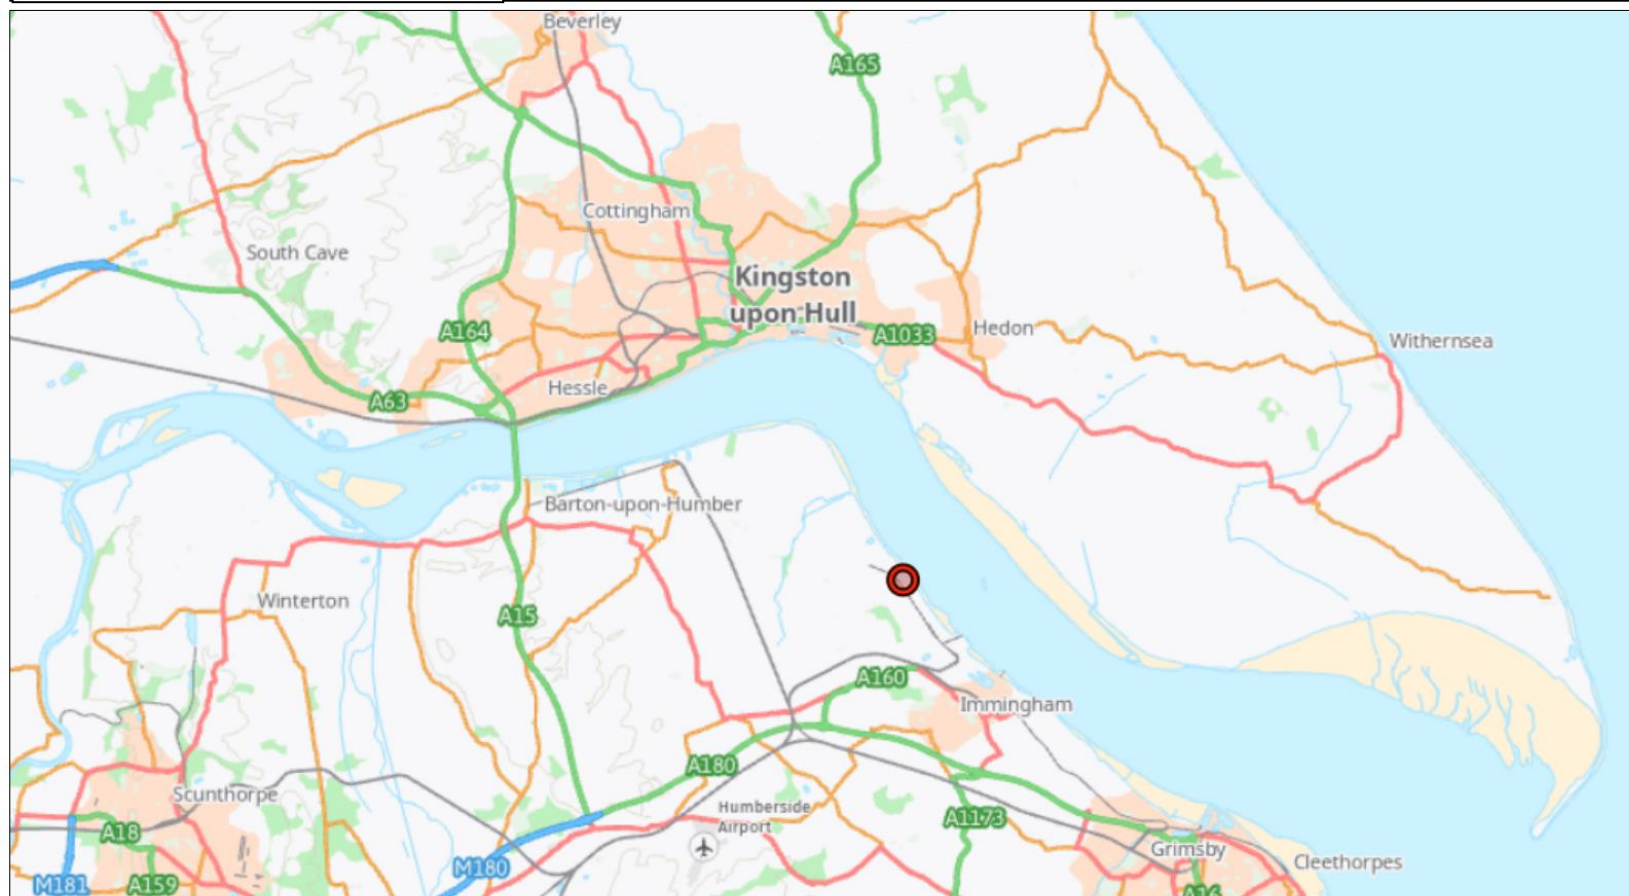 Beverley
A165
Cottingham
South Cave
Kingston
upon Hull
A164
A1033
Hedon
Withernsea
Hessle
A63
Barton-upon-Humber
Winterton
A15
A160
Immingham
A180
Scunthorpe
Humberside
Airport
A1173
A18
Grimsby
Cleethorpes
M180
M181
A159
A16